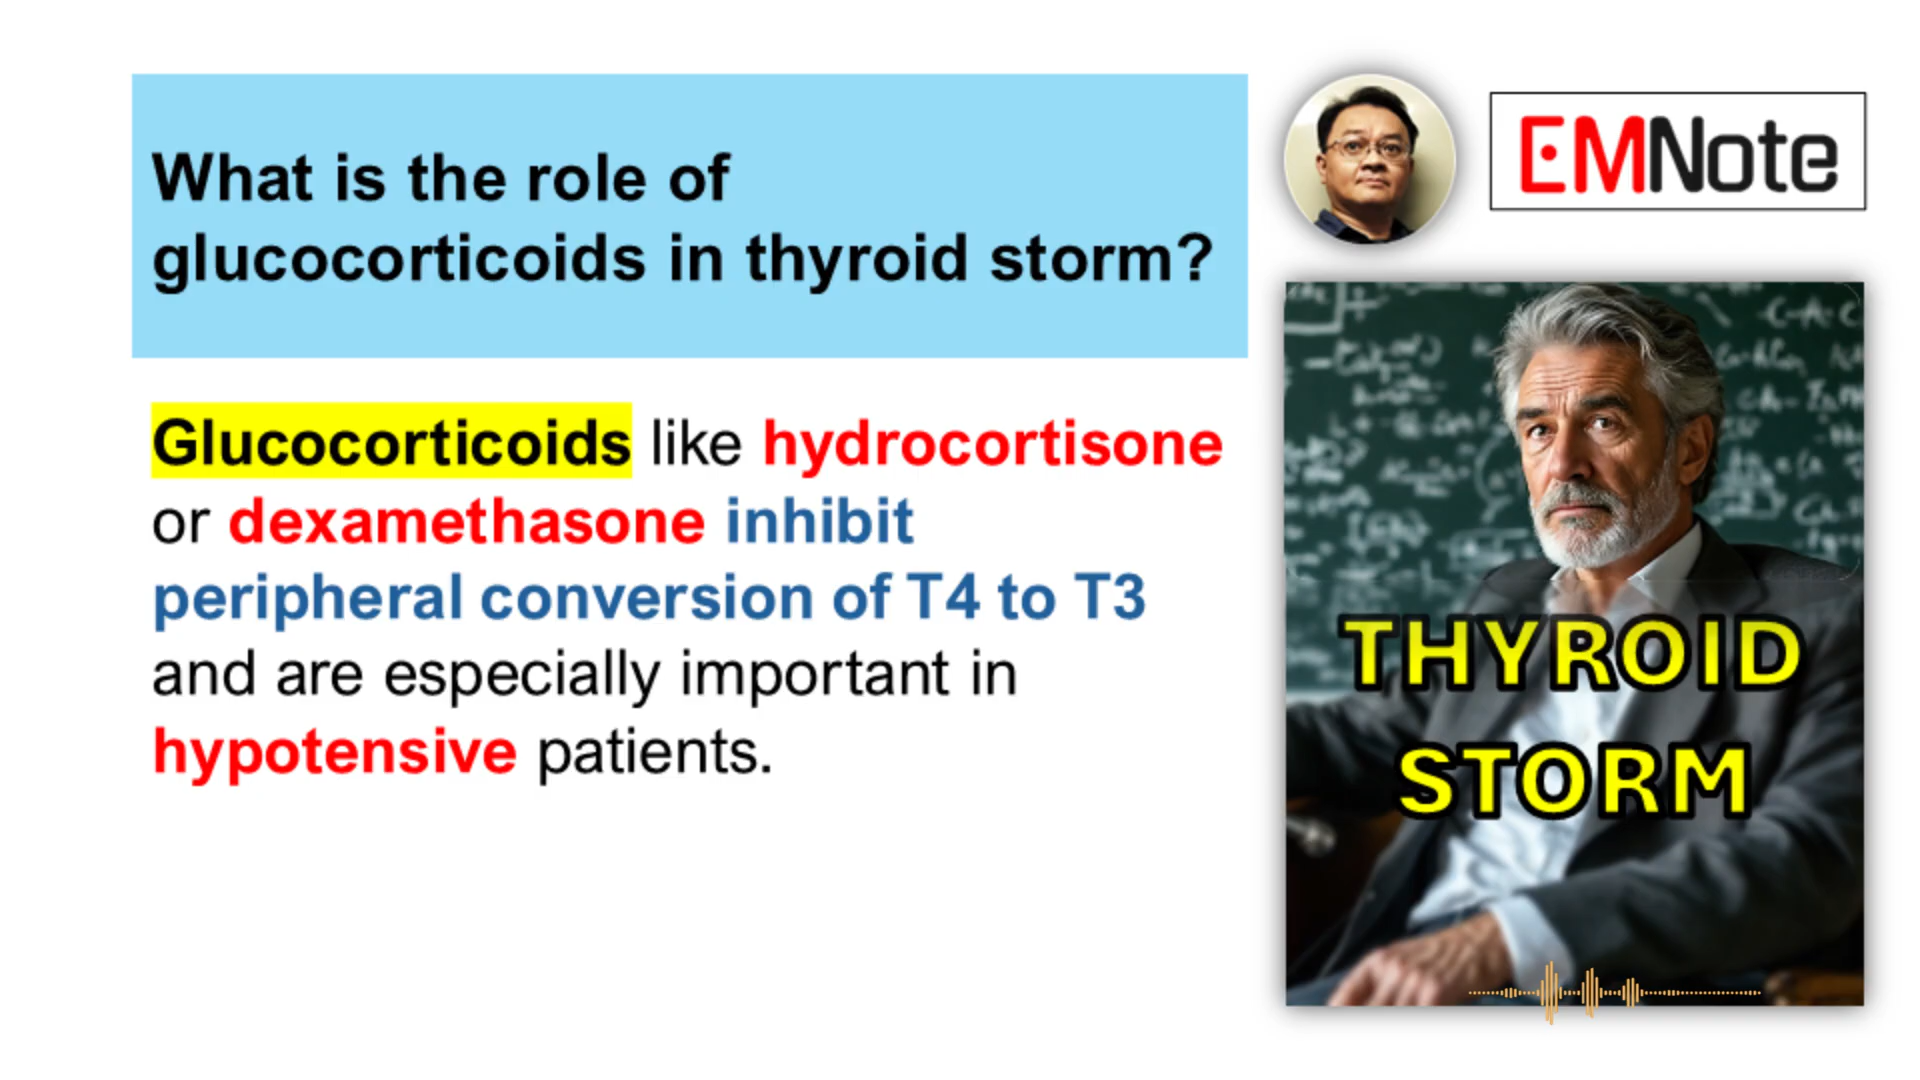 What is the role of
glucocorticoids in thyroid storm?
Glucocorticoids like hydrocortisone
or dexamethasone inhibit
peripheral conversion of T4 to T3
and are especially important in
hypotensive patients.
EMNote
THYROID
STORM